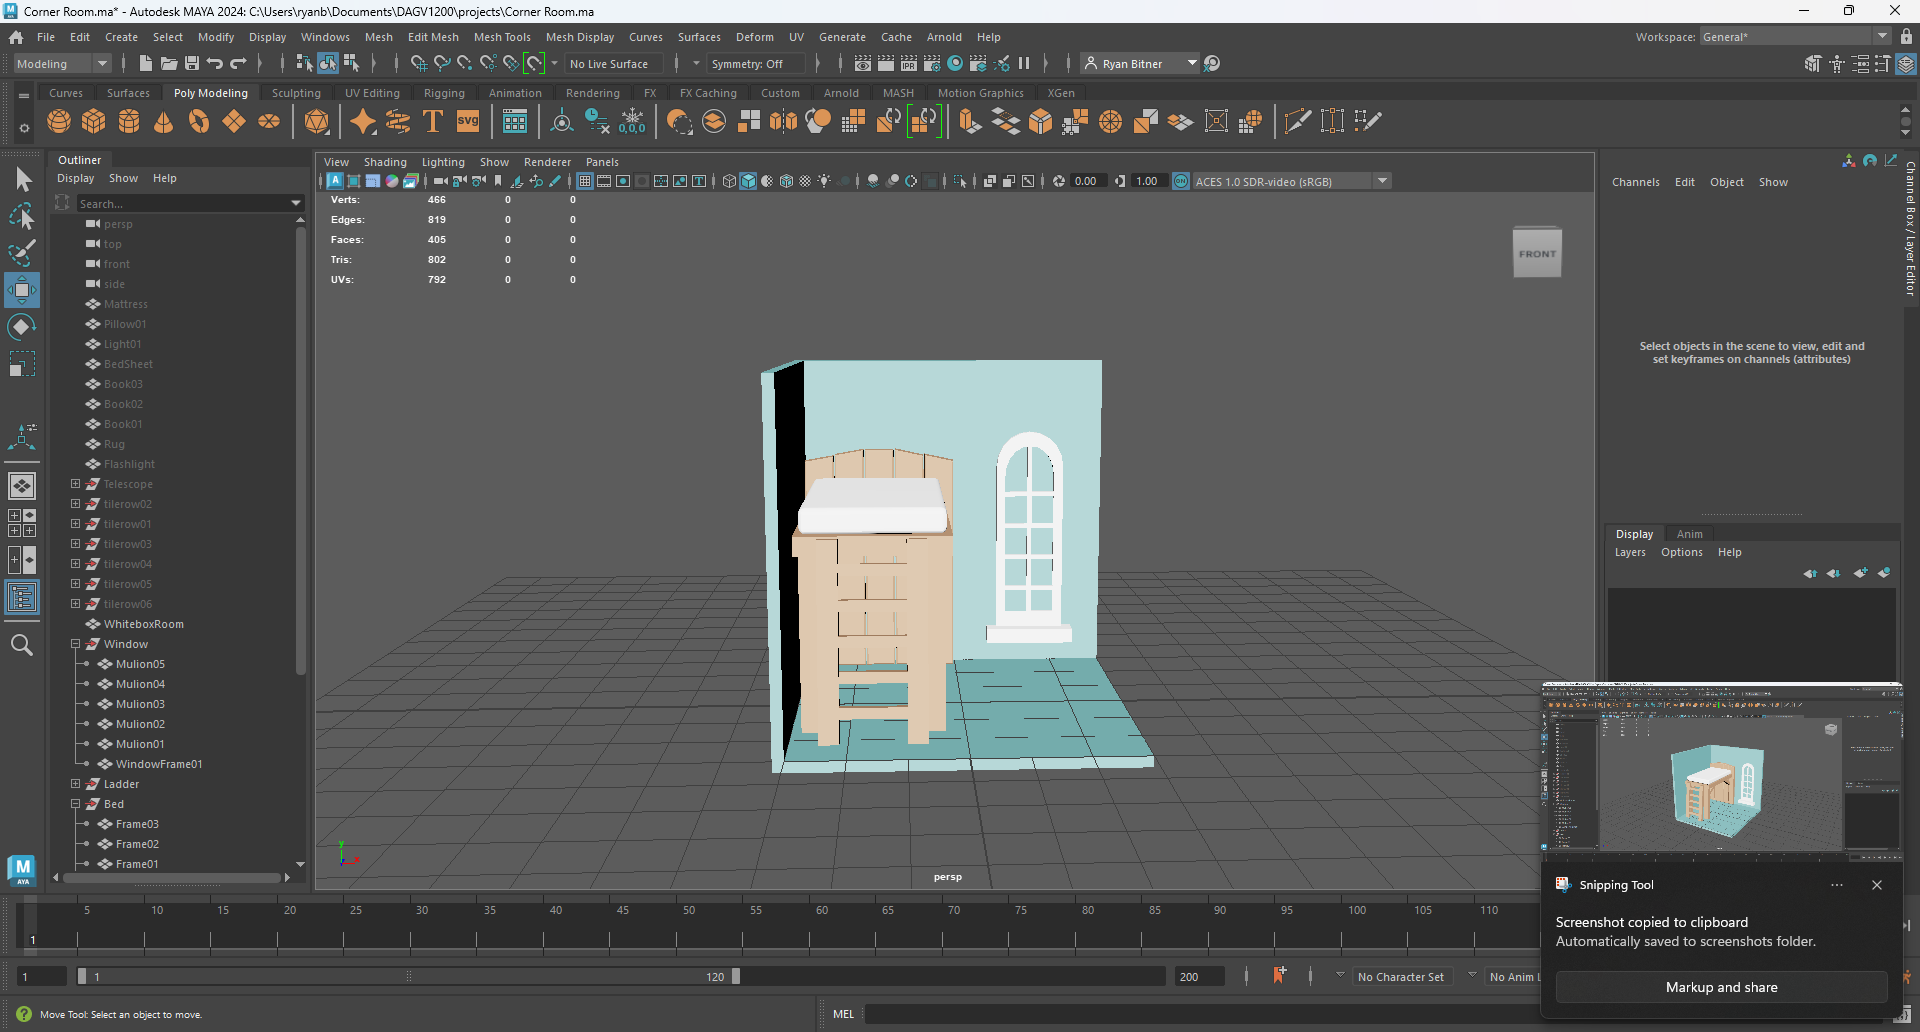 Corner Room.ma* - Autodesk MAYA 2024: C:\Users\ryanb\Documents\DAGV1200\projects\Corner Room.ma
File Edit Create Select Modify Display Windows Mesh Edit Mesh Mesh Tools Mesh Display Curves Surfaces Deform UV Generate Cache Arnold Help
Workspace: General*
Modeling
No Live Surface
Symmetry: Off
IPR
Ryan Bitner
Curves Surfaces Poly Modeling Sculpting UV Editing Rigging Animation Rendering FX FX Caching Custom Arnold MASH Motion Graphics XGen
T
svg
0,0,0
Outliner
Display Show Help
Search...
persp
top
front
side
Mattress
Pillow01
Light01
BedSheet
Book03
Book02
Book01
Rug
Flashlight
Telescope
tilerow02
tilerow01
tilerow03
tilerow04
tilerow05
tilerow06
WhiteboxRoom
Window
Mulion05
Mulion04
Mulion03
Mulion02
Mulion01
WindowFrame01
Ladder
Bed
Frame03
Frame02
Frame01
View Shading Lighting Show Renderer Panels
0.00
1.00
ON
ACES 1.0 SDR-video (sRGB)
Verts: 466 0 0
Edges: 819 0 0
Faces: 405 0 0
Tris: 802 0 0
UVs: 792 0 0
FRONT
y
persp
Channels Edit Object Show
Channel Box / Layer Editor
Select objects in the scene to view, edit and
set keyframes on channels (attributes)
Display Anim
Layers Options Help
Snipping Tool
Screenshot copied to clipboard
Automatically saved to screenshots folder.
Markup and share
5 10 15 20 25 30 35 40 45 50 55 60 65 70 75 80 85 90 95 100 105 110
1
1
1
120
200
No Character Set
No Anim
Move Tool: Select an object to move.
MEL
M
AYA